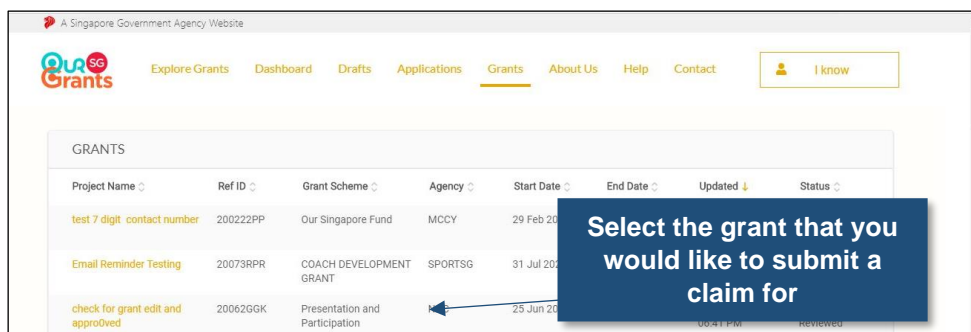 A Singapore Government Agency Website
OUR SG
Grants
Explore Grants Dashboard Drafts Applications Grants About Us Help Contact I know
GRANTS
Project Name Ref ID Grant Scheme Agency Start Date End Date Updated Status
test 7 digit contact number 200222PP Our Singapore Fund MCCY 29 Feb 20
Email Reminder Testing 20073RPR COACH DEVELOPMENT GRANT SPORTSG 31 Jul 20
check for grant edit and appro0ved 20062GGK Presentation and Participation 25 Jun 20 06:41 PM Reviewed
Select the grant that you
would like to submit a
claim for